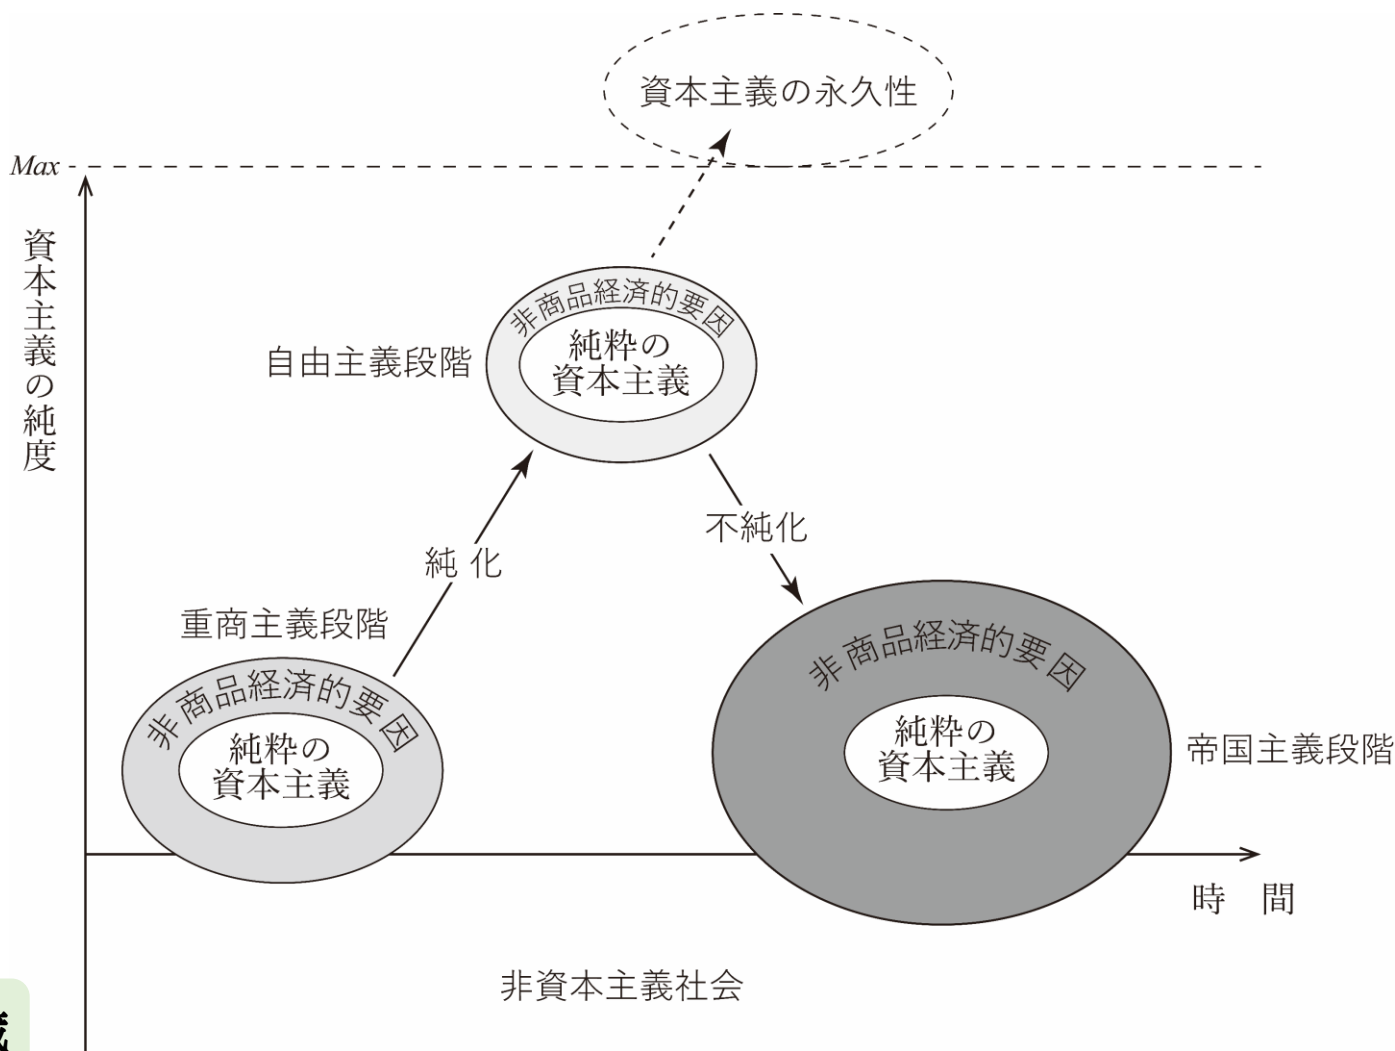 資本主義の永久性
Max
資本主義の純度
非商品経済的要因
純粋の
資本主義
自由主義段階
不純化
純 化
重商主義段階
非商品経済的要因
純粋の
資本主義
非商品経済的要因
純粋の
資本主義
帝国主義段階
時　間
非資本主義社会